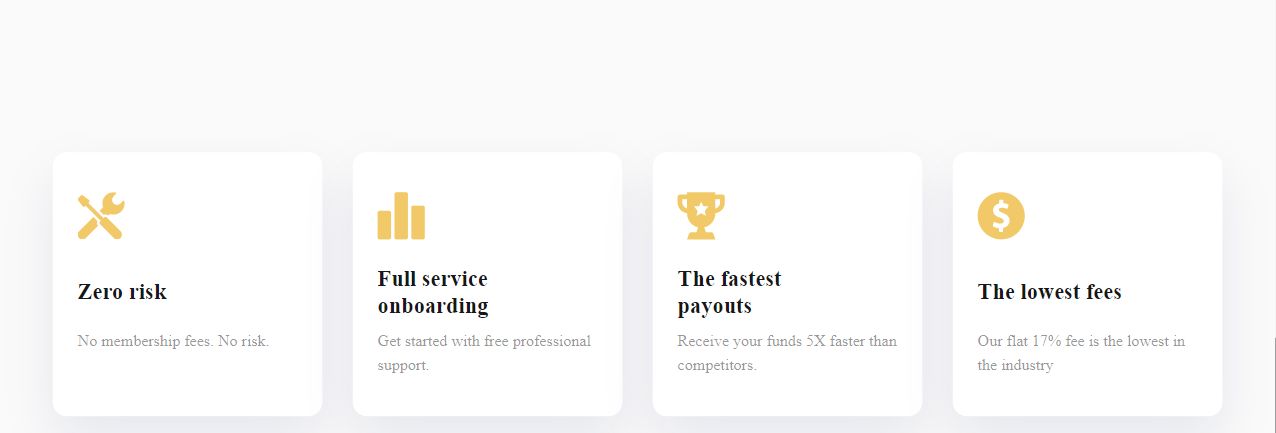 Zero risk
No membership fees. No risk.
Full service
onboarding
Get started with free professional
support.
The fastest
payouts
Receive your funds 5X faster than
competitors.
The lowest fees
Our flat 17% fee is the lowest in
the industry